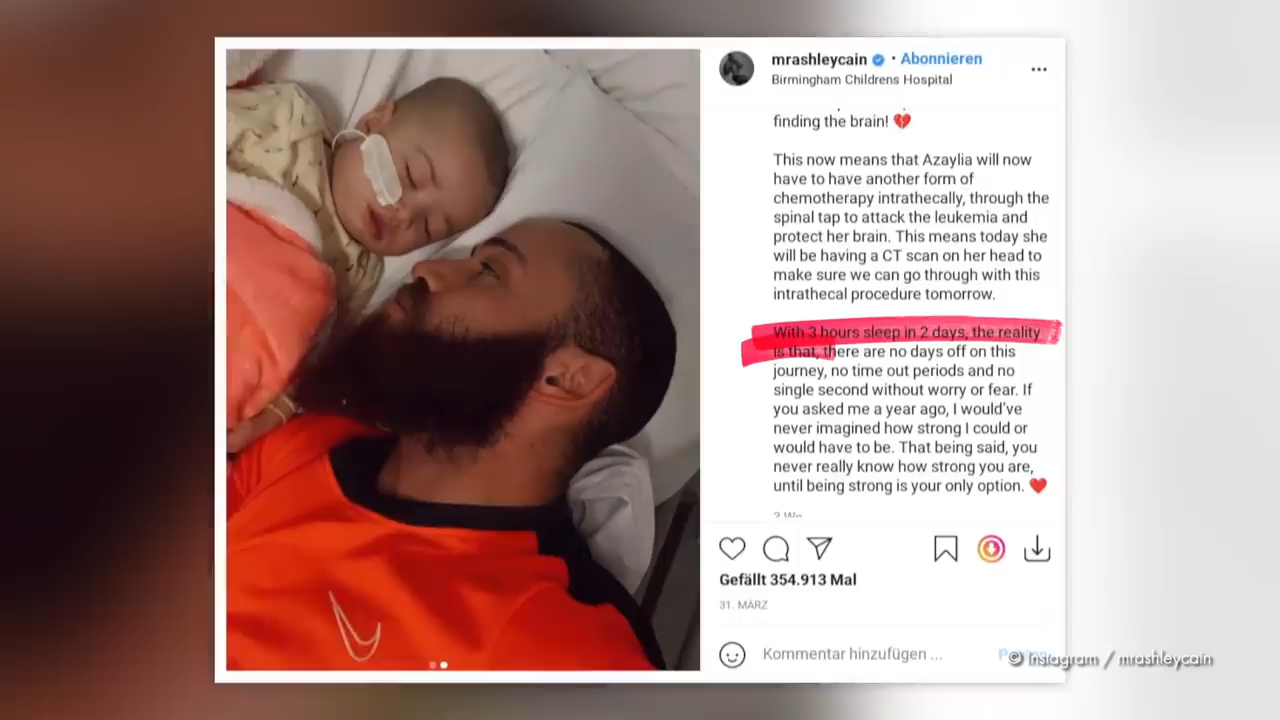 mrashleycain • Abonnieren
Birmingham Childrens Hospital
finding the brain! 💔
This now means that Azaylia will now
have to have another form of
chemotherapy intrathecally, through the
spinal tap to attack the leukemia and
protect her brain. This means today she
will be having a CT scan on her head to
make sure we can go through with this
intrathecal procedure tomorrow.
With 3 hours sleep in 2 days, the reality
is that, there are no days off on this
journey, no time out periods and no
single second without worry or fear. If
you asked me a year ago, I would’ve
never imagined how strong I could or
would have to be. That being said, you
never really know how strong you are,
until being strong is your only option. ❤️
Gefällt 354.913 Mal
31. MÄRZ
Kommentar hinzufügen ...
© Instagram / mrashleycain